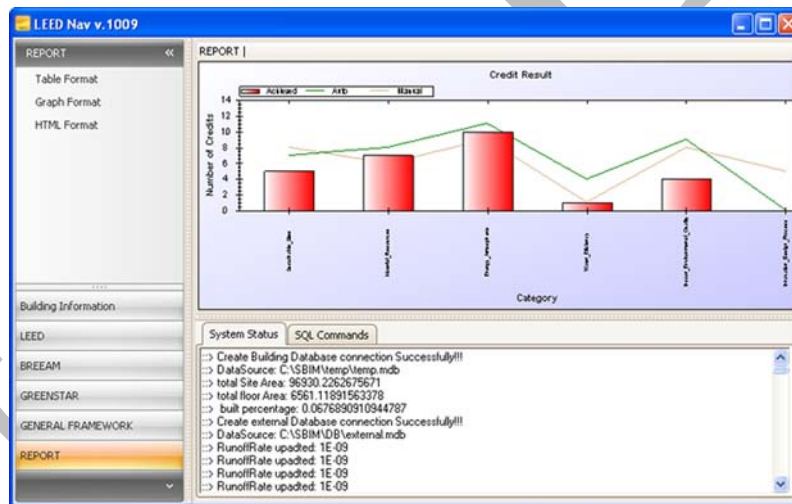 LEED Nav v.1009
REPORT «
Table Format
Graph Format
HTML Format
Building Information
LEED
BREEAM
GREENSTAR
GENERAL FRAMEWORK
REPORT
REPORT |
Credit Result
Number of Credits
14
12
10
8
6
4
2
0
Category
System Status
SQL Commands
::> Create Building Database connection Successfully!!!
::> DataSource: C:\SBIM\temp\temp.mdb
::> total Site Area: 96930.2262675671
::> total floor Area: 6561.11891563378
::> built percentage: 0.0676890910944787
::> Create external Database connection Successfully!!!
::> DataSource: C:\SBIM\DB\external.mdb
::> RunoffRate upadted: 1E-09
::> RunoffRate upadted: 1E-09
::> RunoffRate upadted: 1E-09
::> RunoffRate upadted: 1E-09